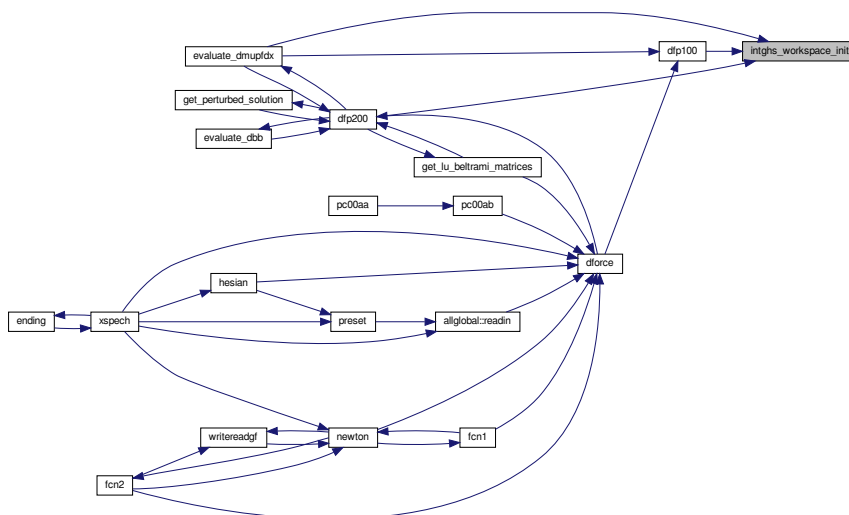 evaluate_dmupfdx
dfp100
intghs_workspace_init
get_perturbed_solution
dfp200
evaluate_dbb
get_lu_beltrami_matrices
pc00aa
pc00ab
dforce
hesian
ending
xspech
preset
allglobal::readin
writereadgf
newton
fcn1
fcn2